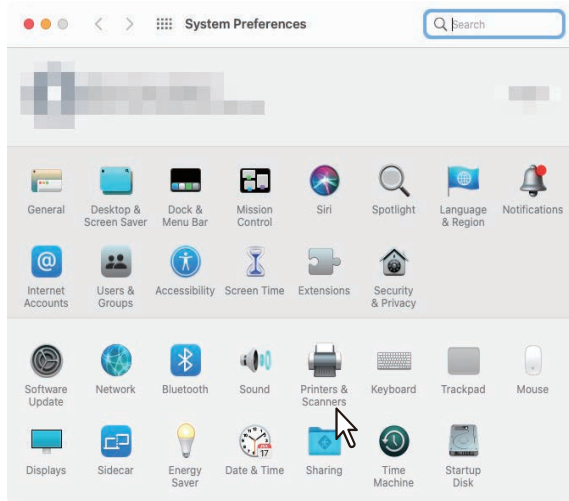 System Preferences
Search
General
Desktop &
Screen Saver
Dock &
Menu Bar
Mission
Control
Siri
Spotlight
Language
& Region
Notifications
Internet
Accounts
Users &
Groups
Accessibility
Screen Time
Extensions
Security
& Privacy
Software
Update
Network
Bluetooth
Sound
Printers &
Scanners
Keyboard
Trackpad
Mouse
Displays
Sidecar
Energy
Saver
17
Date & Time
Sharing
Time
Machine
Startup
Disk